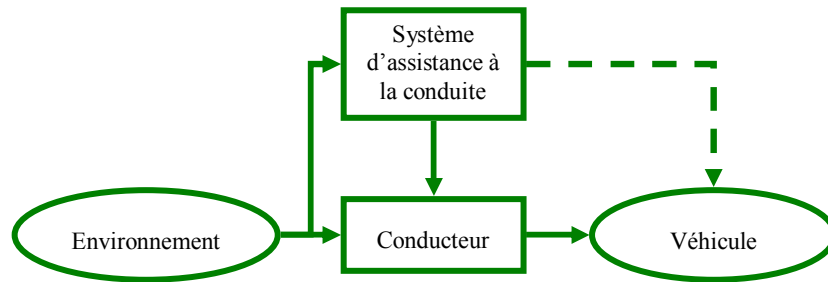 Système
d’assistance à
la conduite
Environnement
Conducteur
Véhicule